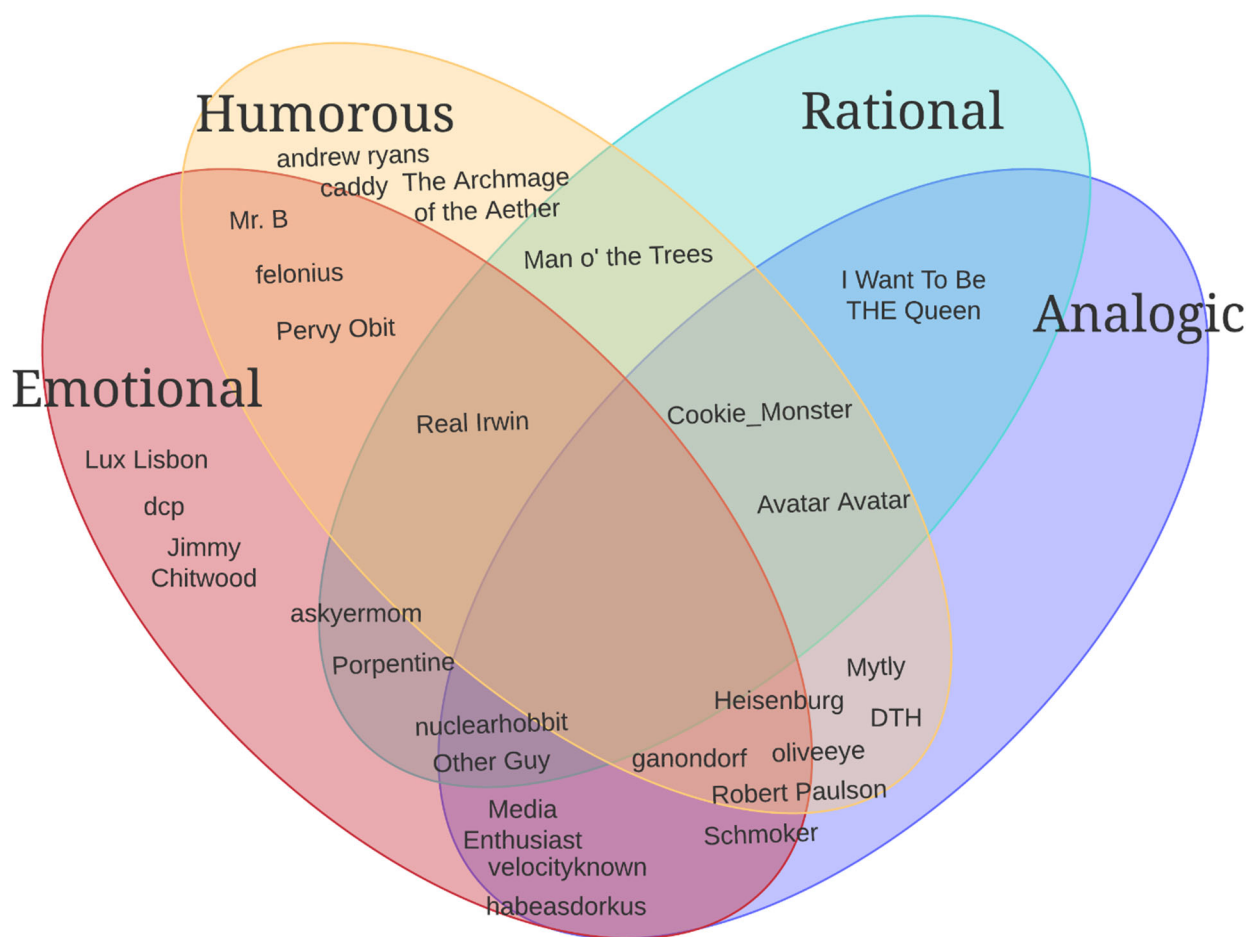 Humorous
Rational
andrew ryans
caddy
The Archmage
of the Aether
Mr. B
Man o' the Trees
felonius
I Want To Be
THE Queen
Analogic
Pervy Obit
Emotional
Real Irwin
Cookie_Monster
Lux Lisbon
dcp
Avatar Avatar
Jimmy
Chitwood
askyermom
Porpentine
Mytly
Heisenburg
DTH
nuclearhobbit
Other Guy
ganondorf
oliveeye
Robert Paulson
Media
Enthusiast
Schmoker
velocityknown
habeasdorkus